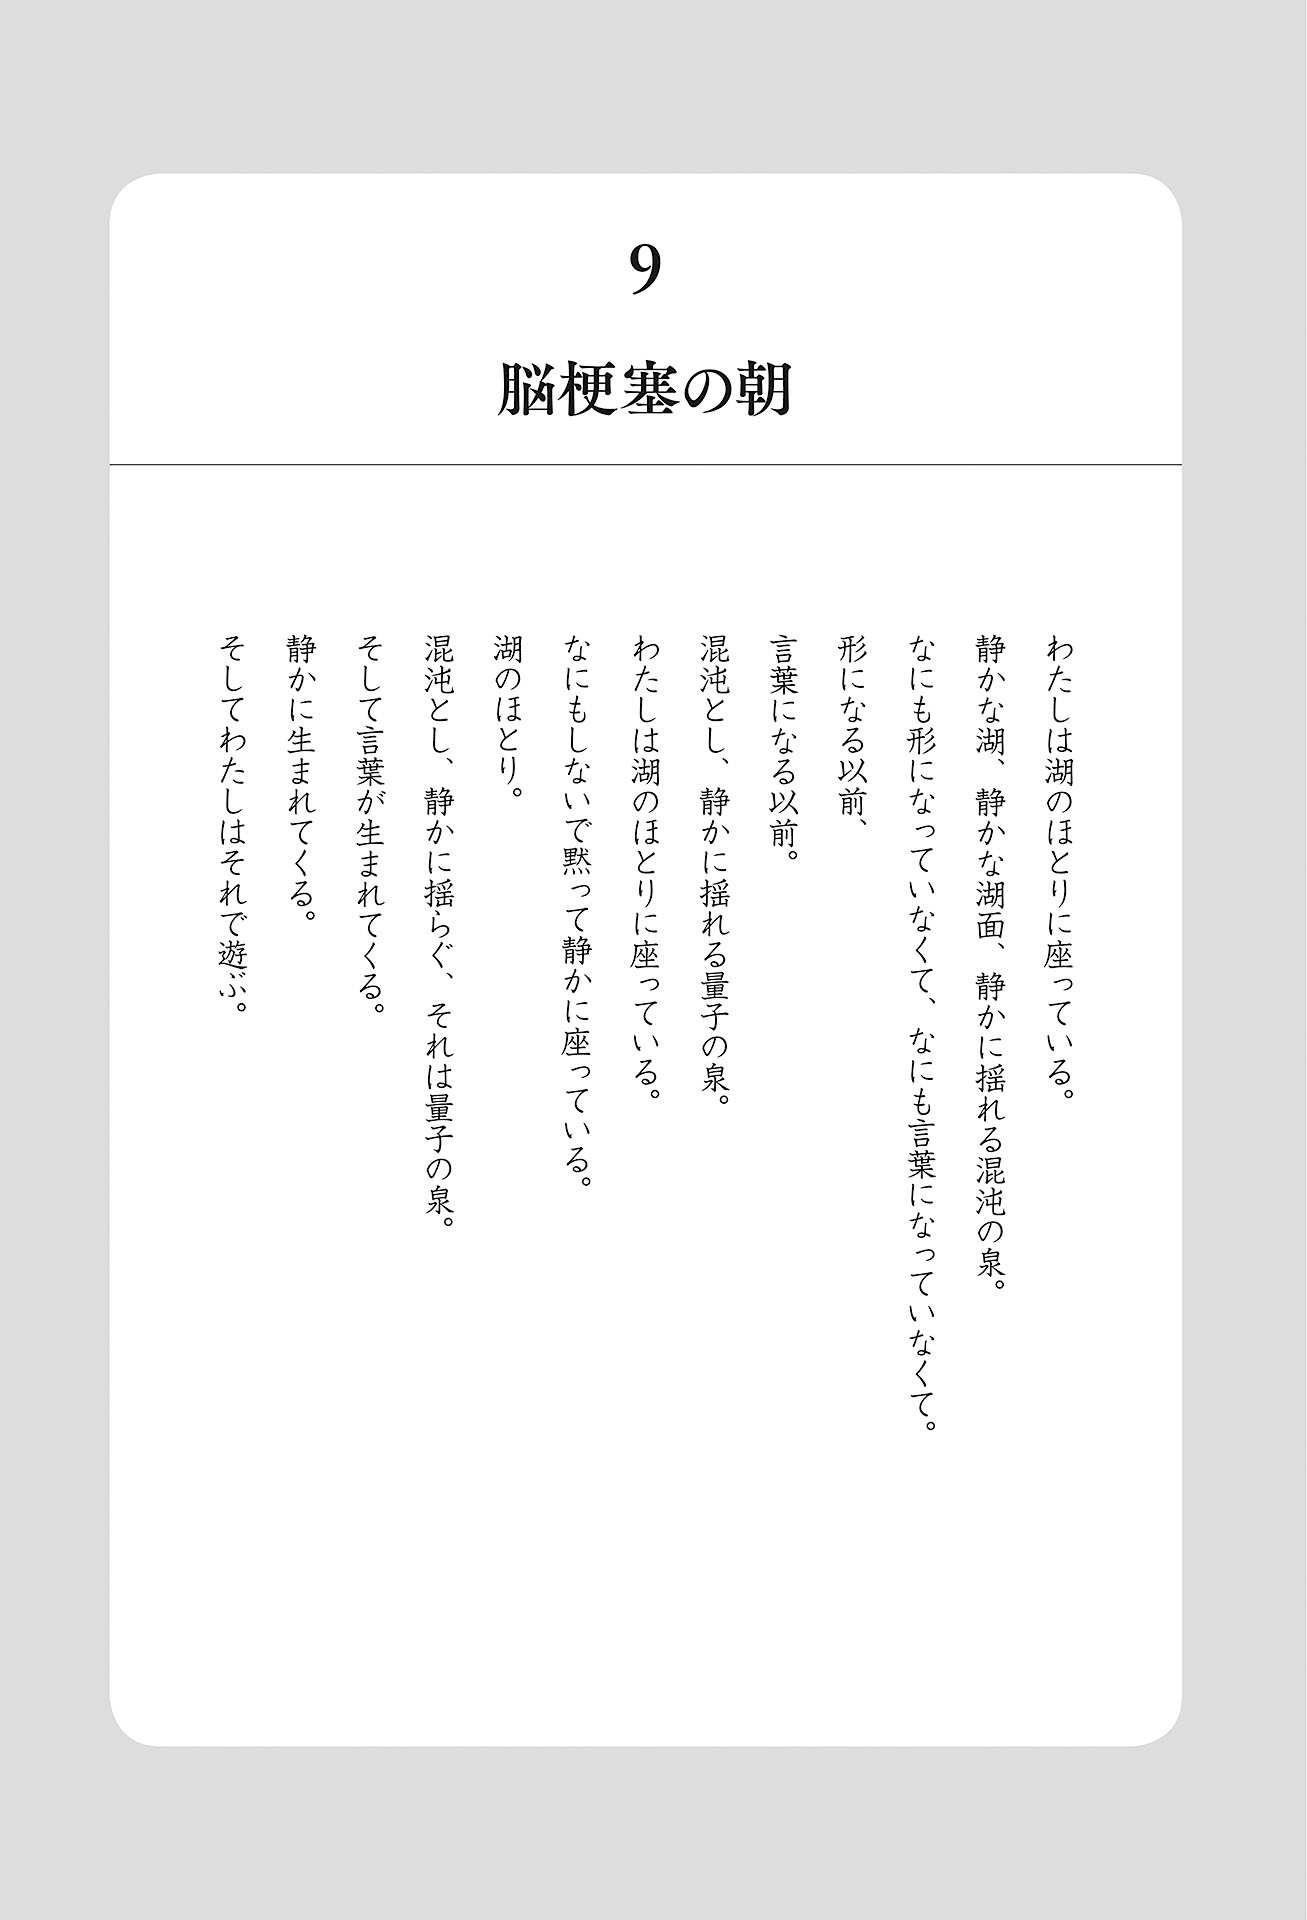 9
脳梗塞の朝
わたしは湖のほとりに座っている。
静かな湖、静かな湖面、静かに揺れる混沌の泉。
なにも形になっていなくて、なにも言葉になっていなくて。
形になる以前、
言葉になる以前。
混沌とし、静かに揺れる量子の泉。
わたしは湖のほとりに座っている。
なにもしないで黙って静かに座っている。
湖のほとり。
混沌とし、静かに揺らぐ、それは量子の泉。
そして言葉が生まれてくる。
静かに生まれてくる。
そしてわたしはそれで遊ぶ。